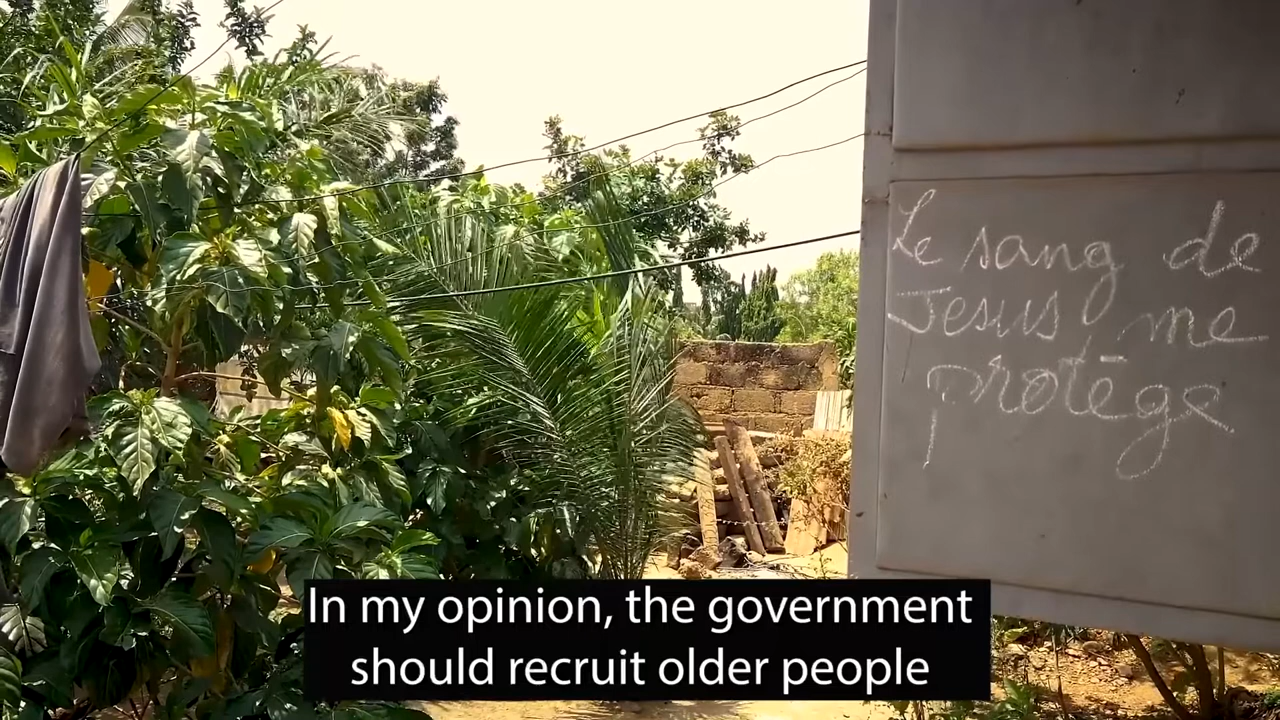 Le sang de
Jesus me
protège
In my opinion, the government
should recruit older people